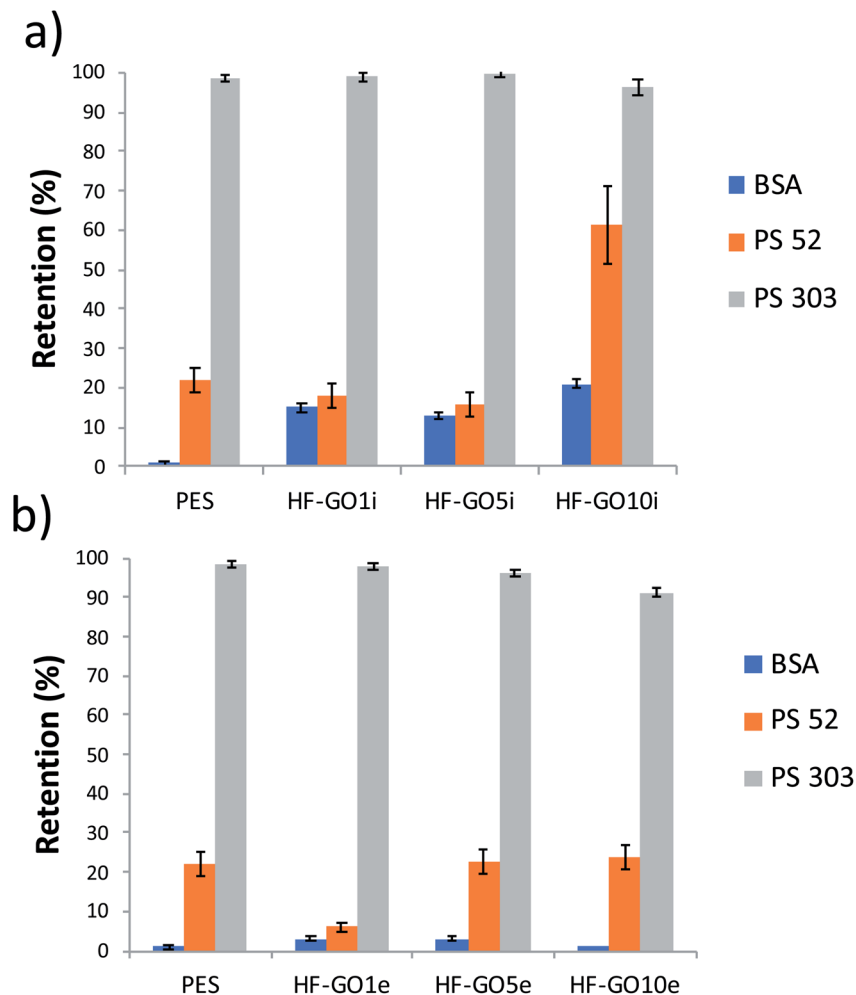 a)
Retention (%)
100
90
80
70
60
50
40
30
20
10
0
PES HF-GO1i HF-GO5i HF-GO10i
BSA
PS 52
PS 303
b)
Retention (%)
100
90
80
70
60
50
40
30
20
10
0
PES HF-GO1e HF-GO5e HF-GO10e
BSA
PS 52
PS 303